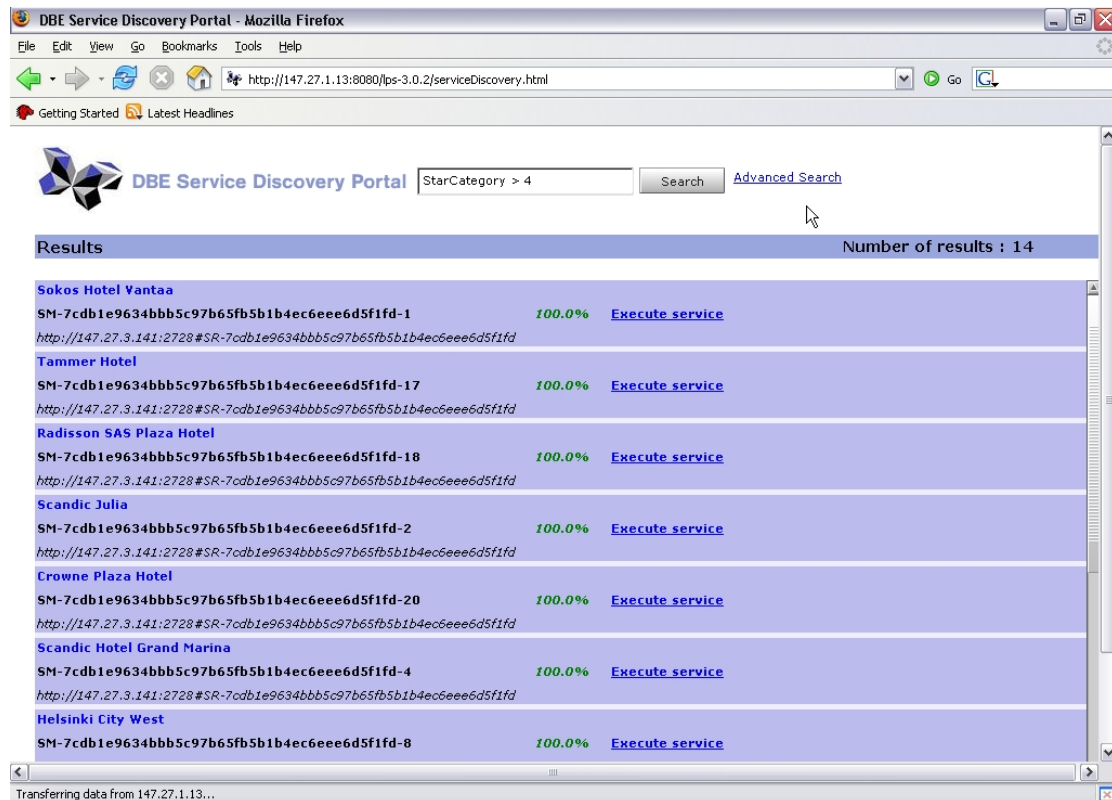 DBE Service Discovery Portal - Mozilla Firefox
File Edit View Go Bookmarks Tools Help
http://147.27.1.13:8080/lps-3.0.2/serviceDiscovery.html Go G
Getting Started Latest Headlines
DBE Service Discovery Portal StarCategory > 4 Search Advanced Search
Results Number of results : 14
Sokos Hotel Vantaa
SM-7cdb1e9634bbb5c97b65fb5b1b4ec6eee6d5f1fd-1 100.0% Execute service
http://147.27.3.141:2728#SR-7cdb1e9634bbb5c97b65fb5b1b4ec6eee6d5f1fd
Tammer Hotel
SM-7cdb1e9634bbb5c97b65fb5b1b4ec6eee6d5f1fd-17 100.0% Execute service
http://147.27.3.141:2728#SR-7cdb1e9634bbb5c97b65fb5b1b4ec6eee6d5f1fd
Radisson SAS Plaza Hotel
SM-7cdb1e9634bbb5c97b65fb5b1b4ec6eee6d5f1fd-18 100.0% Execute service
http://147.27.3.141:2728#SR-7cdb1e9634bbb5c97b65fb5b1b4ec6eee6d5f1fd
Scandic Julia
SM-7cdb1e9634bbb5c97b65fb5b1b4ec6eee6d5f1fd-2 100.0% Execute service
http://147.27.3.141:2728#SR-7cdb1e9634bbb5c97b65fb5b1b4ec6eee6d5f1fd
Crowne Plaza Hotel
SM-7cdb1e9634bbb5c97b65fb5b1b4ec6eee6d5f1fd-20 100.0% Execute service
http://147.27.3.141:2728#SR-7cdb1e9634bbb5c97b65fb5b1b4ec6eee6d5f1fd
Scandic Hotel Grand Marina
SM-7cdb1e9634bbb5c97b65fb5b1b4ec6eee6d5f1fd-4 100.0% Execute service
http://147.27.3.141:2728#SR-7cdb1e9634bbb5c97b65fb5b1b4ec6eee6d5f1fd
Helsinki City West
SM-7cdb1e9634bbb5c97b65fb5b1b4ec6eee6d5f1fd-8 100.0% Execute service
Transferring data from 147.27.1.13...